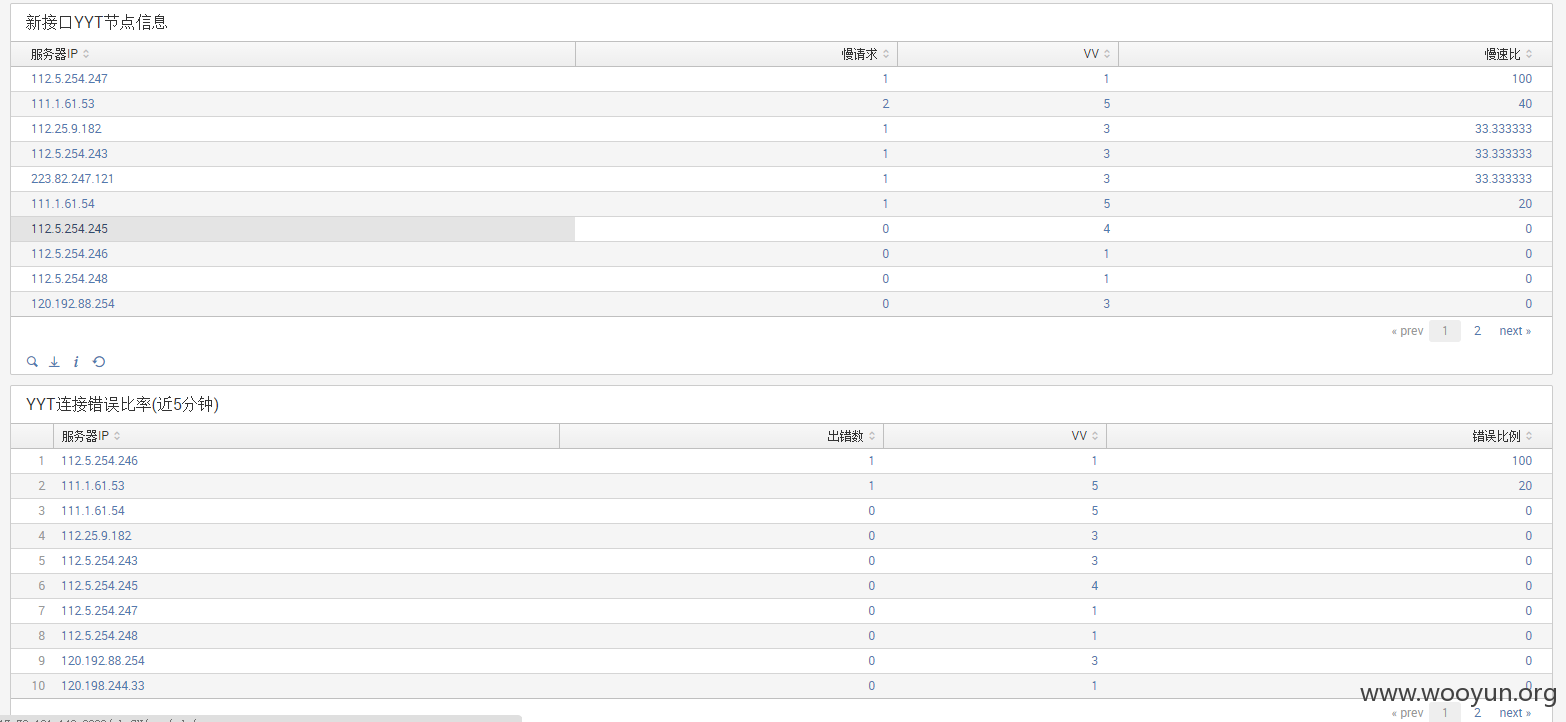 新接口YYT节点信息
服务器IP 慢请求 VV 慢速比
112.5.254.247 1 1 100
111.1.61.53 2 5 40
112.25.9.182 1 3 33.333333
112.5.254.243 1 3 33.333333
223.82.247.121 1 3 33.333333
111.1.61.54 1 5 20
112.5.254.245 0 4 0
112.5.254.246 0 1 0
112.5.254.248 0 1 0
120.192.88.254 0 3 0
« prev 1 2 next »
YYT连接错误比率(近5分钟)
服务器IP 出错数 VV 错误比例
1 112.5.254.246 1 1 100
2 111.1.61.53 1 5 20
3 111.1.61.54 0 5 0
4 112.25.9.182 0 3 0
5 112.5.254.243 0 3 0
6 112.5.254.245 0 4 0
7 112.5.254.247 0 1 0
8 112.5.254.248 0 1 0
9 120.192.88.254 0 3 0
10 120.198.244.33 0 1 0
www.wooyun.org
« prev 1 2 next »